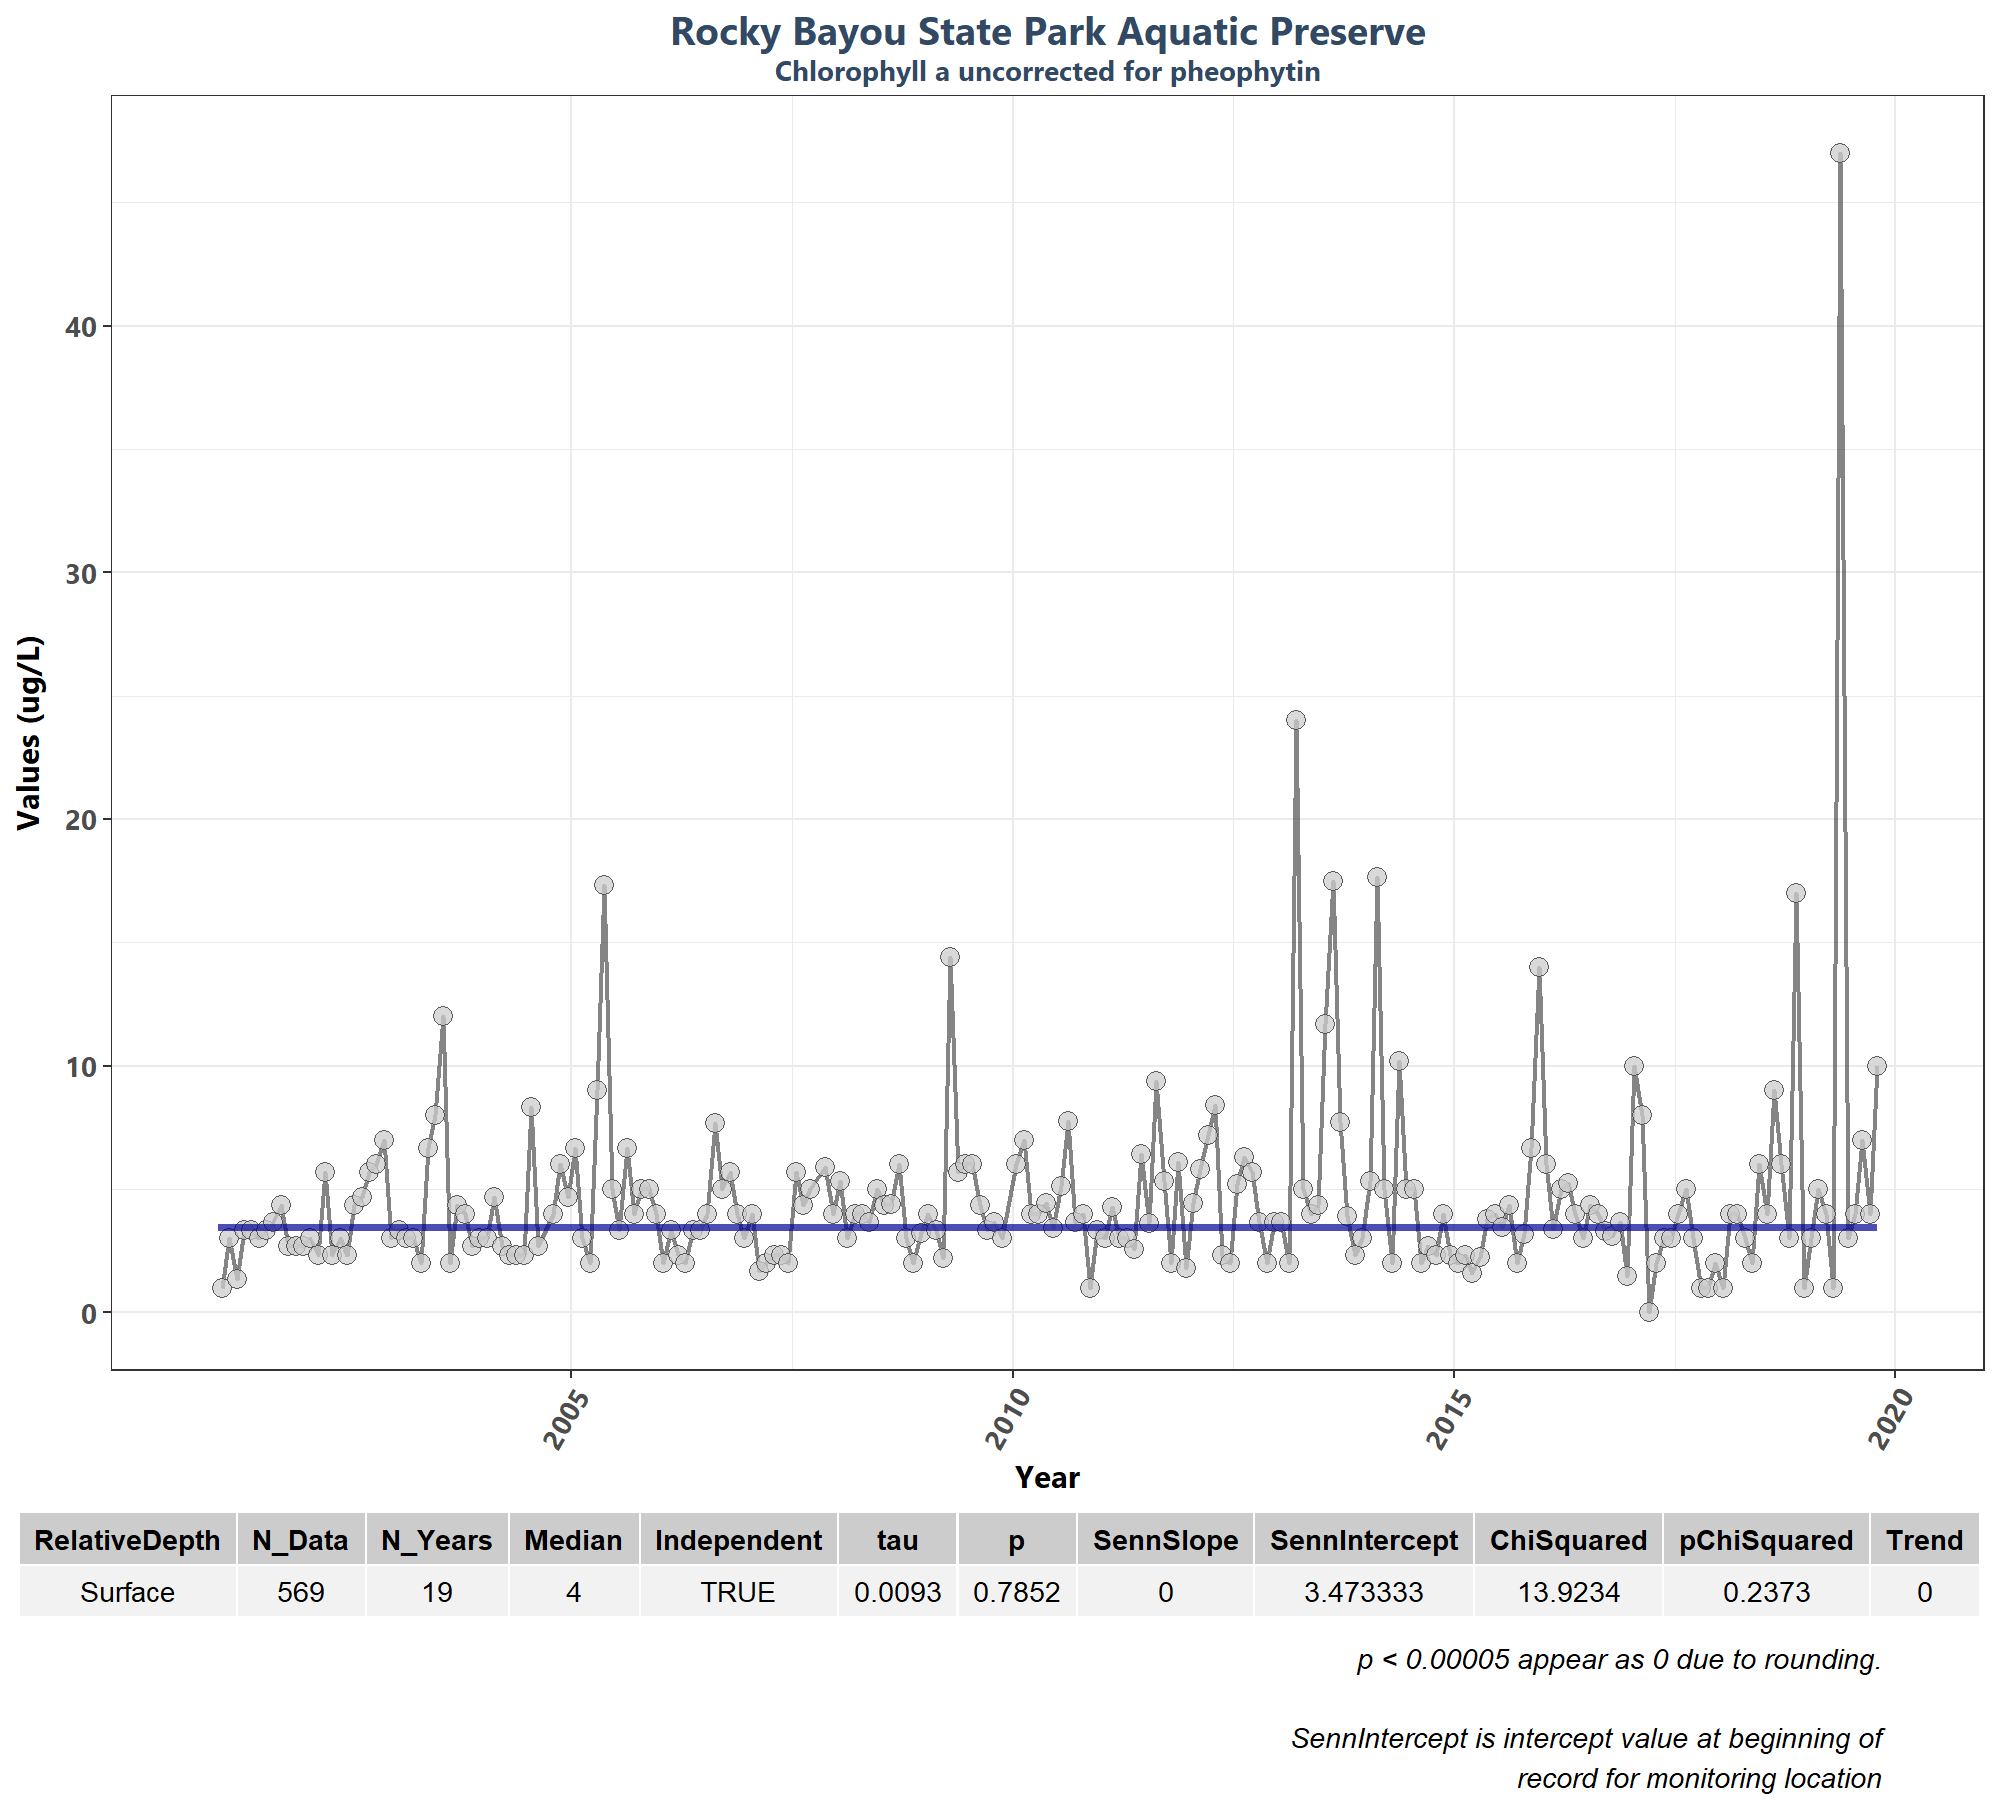 Rocky Bayou State Park Aquatic Preserve
Chlorophyll a uncorrected for pheophytin
Values (ug/L)
40
30
20
10
0
2005
2010
2015
2020
Year
RelativeDepth N_Data N_Years Median Independent tau p SennSlope SennIntercept ChiSquared pChiSquared Trend
Surface 569 19 4 TRUE 0.0093 0.7852 0 3.473333 13.9234 0.2373 0
p < 0.00005 appear as 0 due to rounding.
SennIntercept is intercept value at beginning of
record for monitoring location